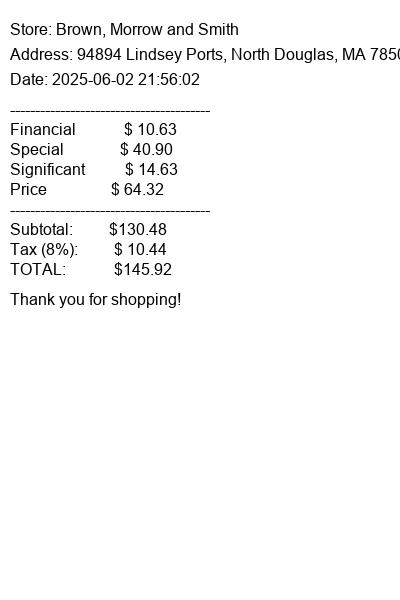 Store: Brown, Morrow and Smith
Address: 94894 Lindsey Ports, North Douglas, MA 7850
Date: 2025-06-02 21:56:02
----------------------------------------
Financial $ 10.63
Special $ 40.90
Significant $ 14.63
Price $ 64.32
----------------------------------------
Subtotal: $130.48
Tax (8%): $ 10.44
TOTAL: $145.92
Thank you for shopping!